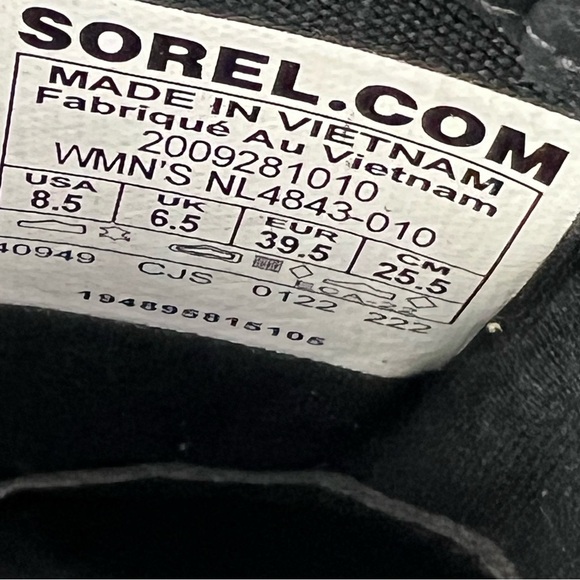 SOREL.COM
MADE IN VIETNAM
Fabriqué Au Vietnam
2009281010
WMN'S NL4843-010
USA UK EUR CM
8.5 6.5 39.5 25.5
40949 CJS 0122 222
194895815105